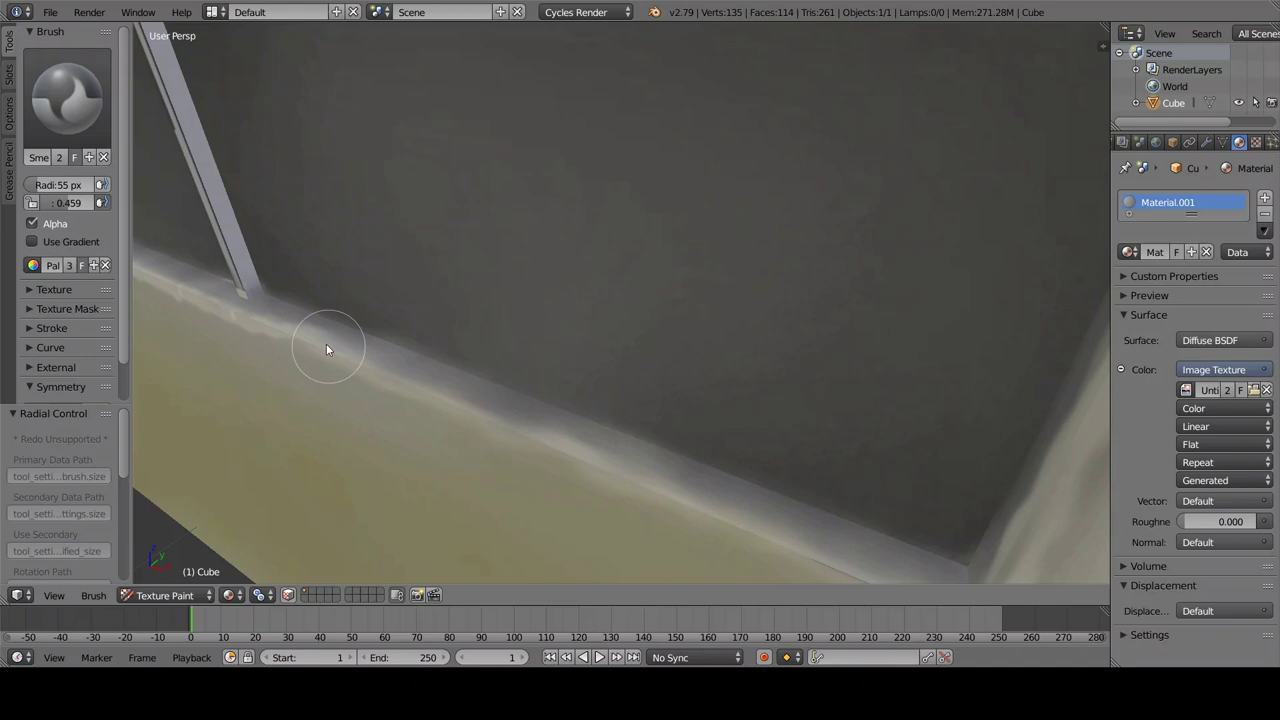 File Render Window Help Default Scene Cycles Render v2.79 | Verts:135 | Faces:114 | Tris:261 | Objects:1/1 | Lamps:0/0 | Mem:271.28M | Cube
User Persp
View Search All Scenes
Scene
RenderLayers
World
Cube
Tools
Slots
Options
Grease Pencil
Brush
Sme 2 F
Radi:55 px
: 0.459
Alpha
Use Gradient
Pal 3 F
Texture
Texture Mask
Stroke
Curve
External
Symmetry
Radial Control
* Redo Unsupported *
Primary Data Path
tool_setti...brush.size
Secondary Data Path
tool_setti...ttings.size
Use Secondary
tool_setti...ified_size
Rotation Path
(1) Cube
Cu Material
Material.001
Mat F Data
Custom Properties
Preview
Surface
Surface: Diffuse BSDF
Color: Image Texture
Unti 2 F
Color
Linear
Flat
Repeat
Generated
Vector: Default
Roughne 0.000
Normal: Default
Volume
Displacement
Displace... Default
Settings
View Brush Texture Paint
-50 -40 -30 -20 -10 0 10 20 30 40 50 60 70 80 90 100 110 120 130 140 150 160 170 180 190 200 210 220 230 240 250 260 270 280
View Marker Frame Playback Start: 1 End: 250 1 No Sync